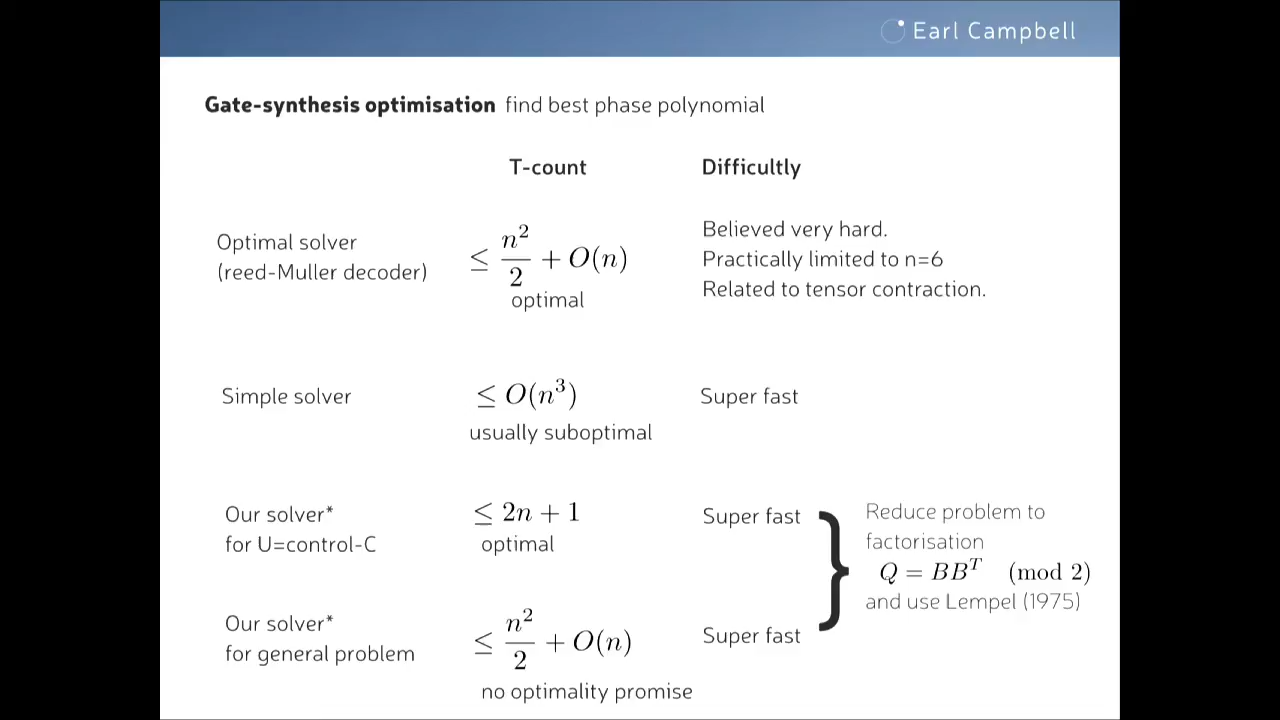 Earl Campbell
Gate-synthesis optimisation find best phase polynomial
T-count Difficultly
Optimal solver
(reed-Muller decoder)
≤ n²/2 + O(n)
optimal
Believed very hard.
Practically limited to n=6
Related to tensor contraction.
Simple solver
≤ O(n³)
usually suboptimal
Super fast
Our solver*
for U=control-C
≤ 2n + 1
optimal
Super fast
Our solver*
for general problem
≤ n²/2 + O(n)
no optimality promise
Super fast
Reduce problem to
factorisation
Q = BBᵀ (mod 2)
and use Lempel (1975)